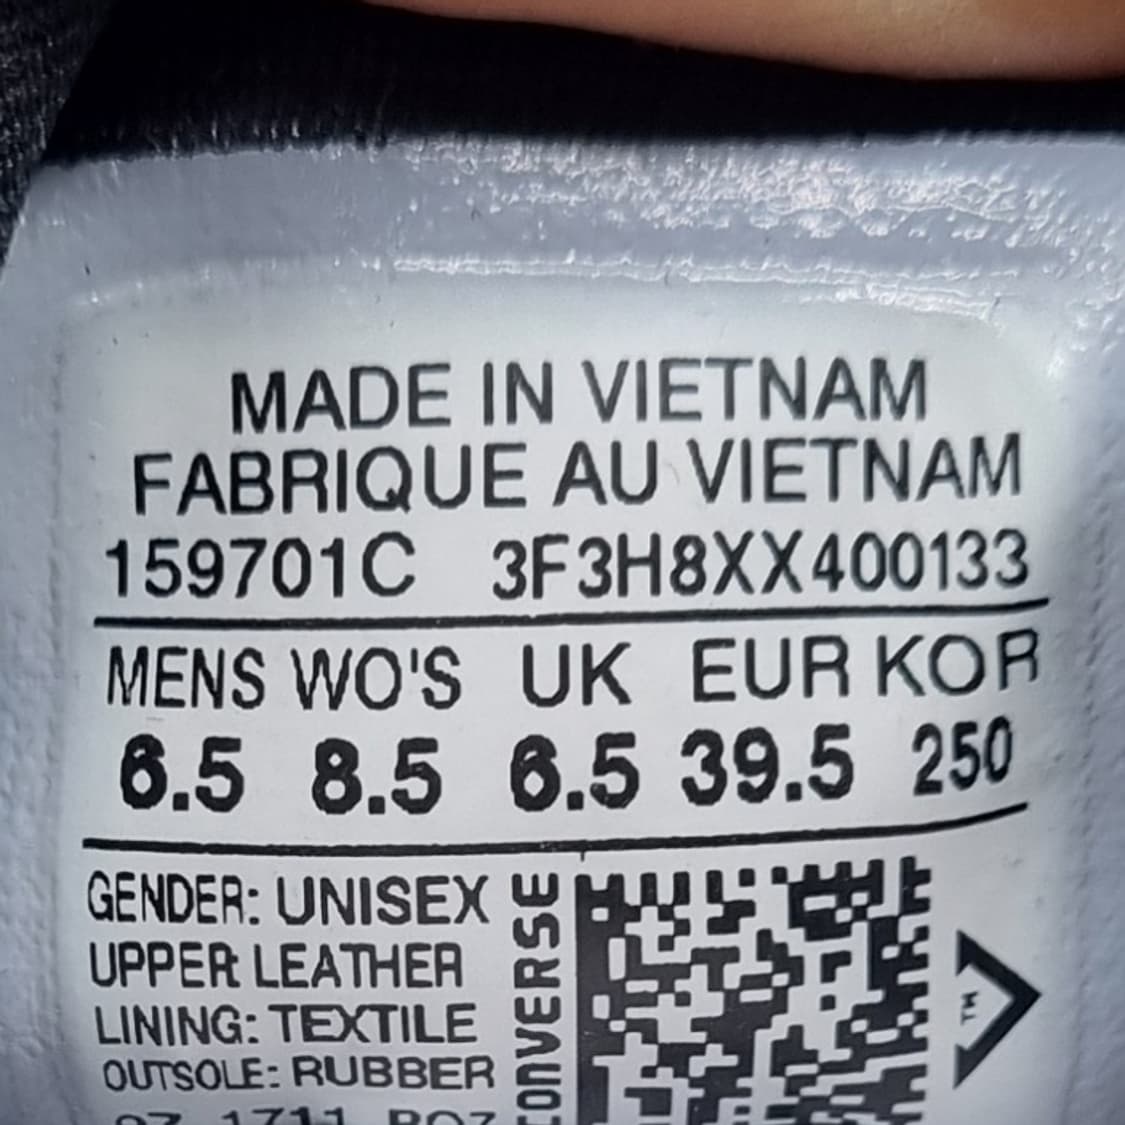 MADE IN VIETNAM
FABRIQUE AU VIETNAM
159701C 3F3H8XX400133
MENS WO'S UK EUR KOR
6.5 8.5 6.5 39.5 250
GENDER: UNISEX
UPPER: LEATHER
LINING: TEXTILE
OUTSOLE: RUBBER
CONVERSE
TM